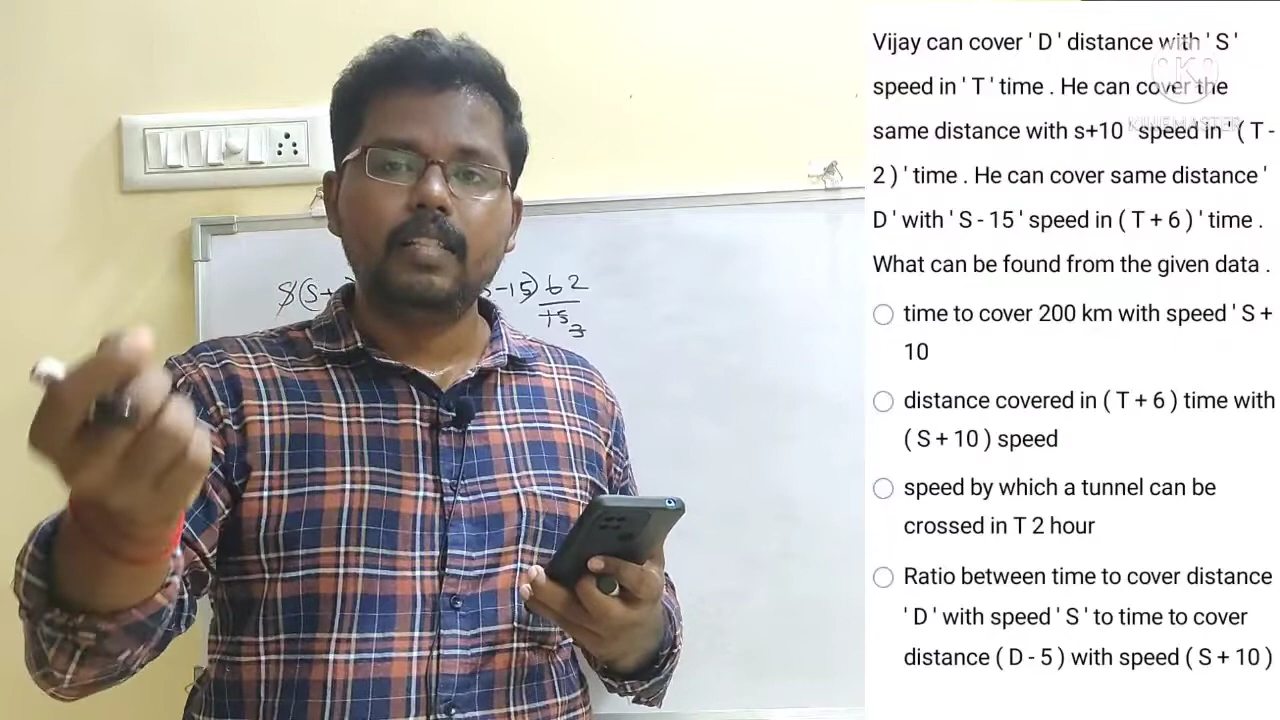 Vijay can cover ' D ' distance with ' S '
speed in ' T ' time . He can cover the
same distance with s+10 ' speed in ' ( T -
2 ) ' time . He can cover same distance '
D ' with ' S - 15 ' speed in ( T + 6 ) ' time .
What can be found from the given data .
time to cover 200 km with speed ' S +
10
distance covered in ( T + 6 ) time with
( S + 10 ) speed
speed by which a tunnel can be
crossed in T 2 hour
Ratio between time to cover distance
' D ' with speed ' S ' to time to cover
distance ( D - 5 ) with speed ( S + 10 )
KINEMASTER